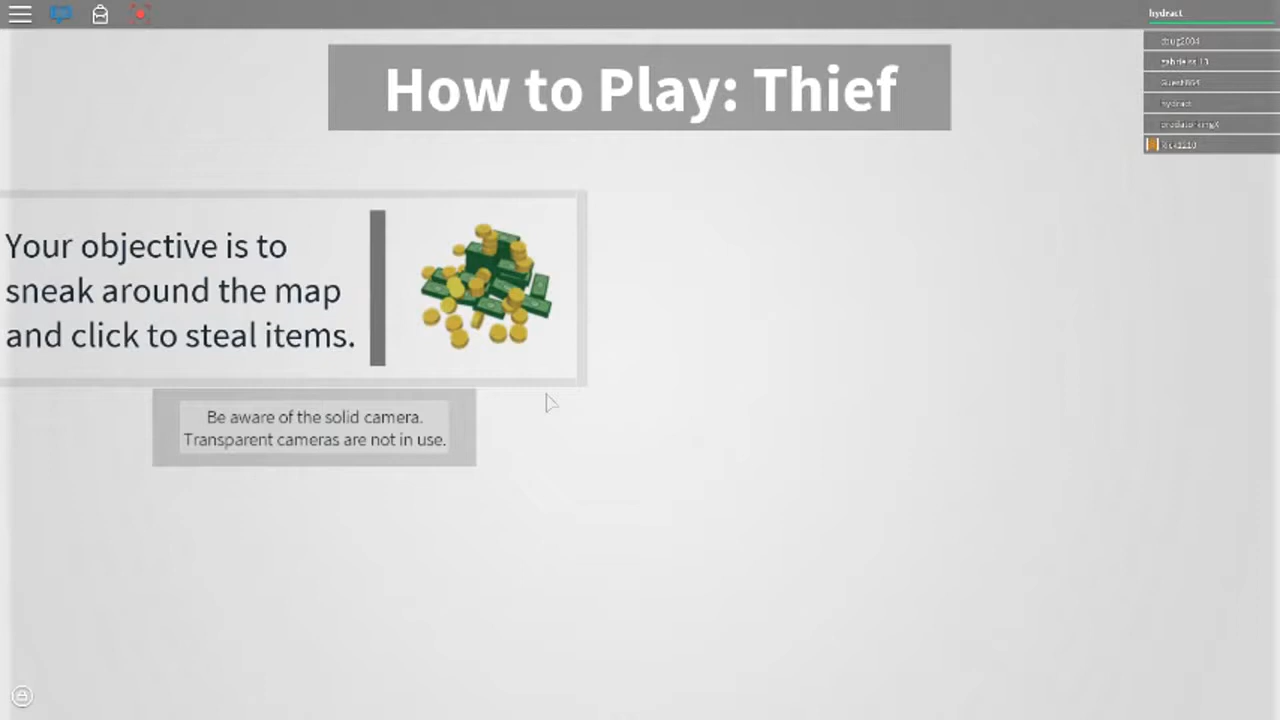 hydract
How to Play: Thief
hydract
Your objective is to
sneak around the map
and click to steal items.
Be aware of the solid camera.
Transparent cameras are not in use.